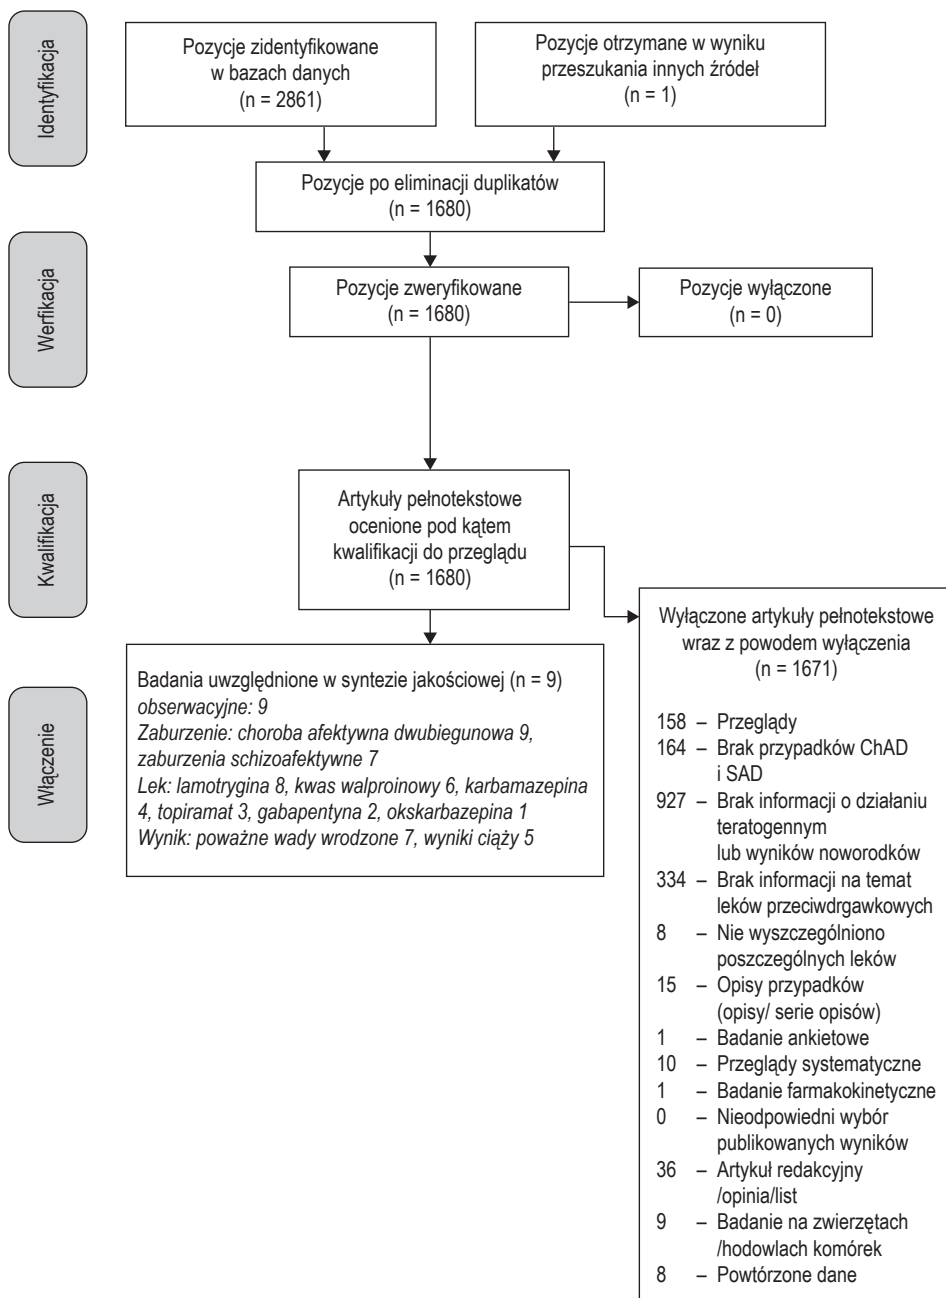 Identyfikacja
Pozycje zidentyfikowane
w bazach danych
(n = 2861)
Pozycje otrzymane w wyniku
przeszukania innych źródeł
(n = 1)
Pozycje po eliminacji duplikatów
(n = 1680)
Werfikacja
Pozycje zweryfikowane
(n = 1680)
Pozycje wyłączone
(n = 0)
Kwalifikacja
Artykuły pełnotekstowe
ocenione pod kątem
kwalifikacji do przeglądu
(n = 1680)
Włączenie
Badania uwzględnione w syntezie jakościowej (n = 9)
obserwacyjne: 9
Zaburzenie: choroba afektywna dwubiegunowa 9,
zaburzenia schizoafektywne 7
Lek: lamotrygina 8, kwas walproinowy 6, karbamazepina
4, topiramat 3, gabapentyna 2, okskarbazepina 1
Wynik: poważne wady wrodzone 7, wyniki ciąży 5
Wyłączone artykuły pełnotekstowe
wraz z powodem wyłączenia
(n = 1671)
158 – Przeglądy
164 – Brak przypadków ChAD
i SAD
927 – Brak informacji o działaniu
teratogennym
lub wyników noworodków
334 – Brak informacji na temat
leków przeciwdrgawkowych
8 – Nie wyszczególniono
poszczególnych leków
15 – Opisy przypadków
(opisy/ serie opisów)
1 – Badanie ankietowe
10 – Przeglądy systematyczne
1 – Badanie farmakokinetyczne
0 – Nieodpowiedni wybór
publikowanych wyników
36 – Artykuł redakcyjny
/opinia/list
9 – Badanie na zwierzętach
/hodowlach komórek
8 – Powtórzone dane